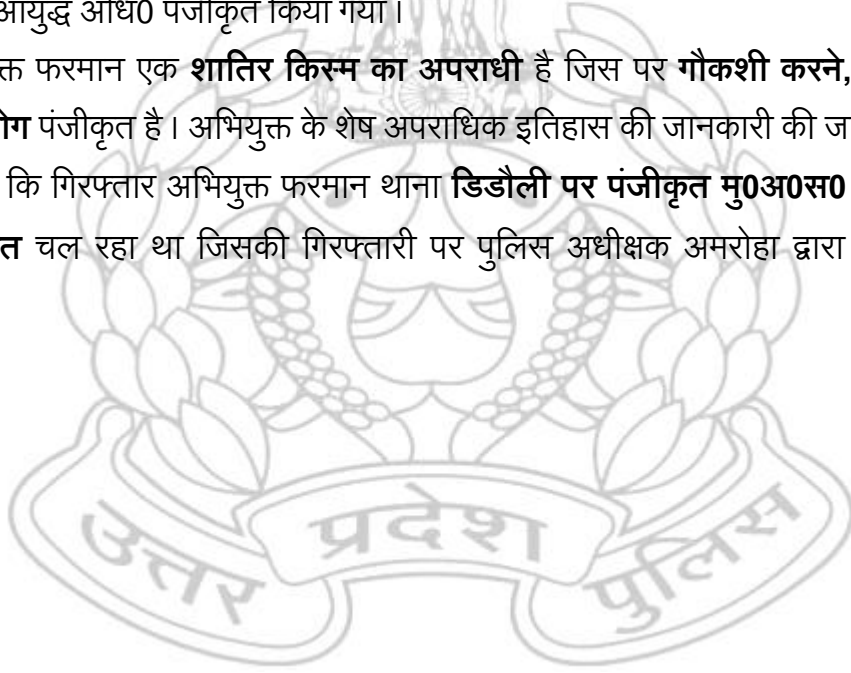 आयुद्ध अधि0 पंजीकृत किया गया ।
क्त फरमान एक शातिर किस्म का अपराधी है जिस पर गौकशी करने,
ोग पंजीकृत है । अभियुक्त के शेष अपराधिक इतिहास की जानकारी की ज
कि गिरफ्तार अभियुक्त फरमान थाना डिडौली पर पंजीकृत मु0अ0स0
त चल रहा था जिसकी गिरफ्तारी पर पुलिस अधीक्षक अमरोहा द्वारा
उत्तर प्रदेश पुलिस